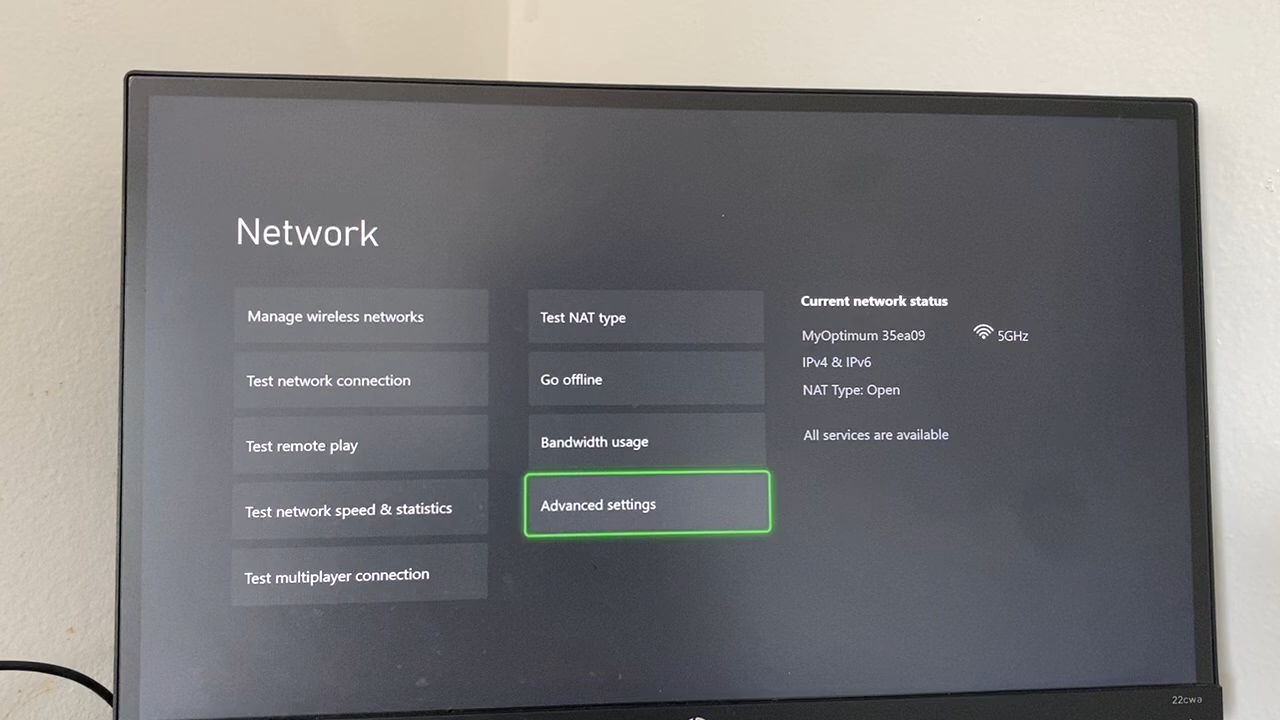 Network
Manage wireless networks
Test network connection
Test remote play
Test network speed & statistics
Test multiplayer connection
Test NAT type
Go offline
Bandwidth usage
Advanced settings
Current network status
MyOptimum 35ea09
5GHz
IPv4 & IPv6
NAT Type: Open
All services are available
22cwa